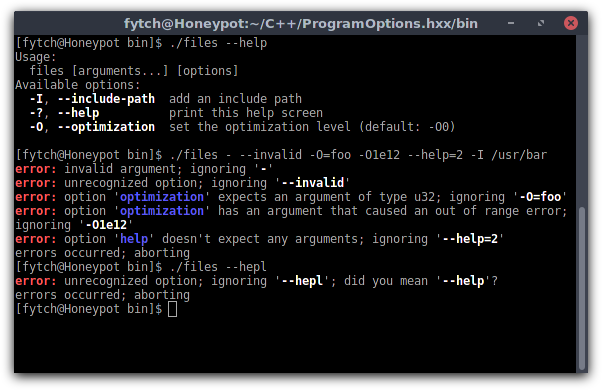 fytch@Honeypot:~/C++/ProgramOptions.hxx/bin
[fytch@Honeypot bin]$ ./files --help
Usage:
  files [arguments...] [options]
Available options:
  -I, --include-path  add an include path
  -?, --help          print this help screen
  -O, --optimization  set the optimization level (default: -O0)

[fytch@Honeypot bin]$ ./files - --invalid -O=foo -O1e12 --help=2 -I /usr/bar
error: invalid argument; ignoring '-'
error: unrecognized option; ignoring '--invalid'
error: option 'optimization' expects an argument of type u32; ignoring '-O=foo'
error: option 'optimization' has an argument that caused an out of range error;
ignoring '-O1e12'
error: option 'help' doesn't expect any arguments; ignoring '--help=2'
errors occurred; aborting
[fytch@Honeypot bin]$ ./files --hepl
error: unrecognized option; ignoring '--hepl'; did you mean '--help'?
errors occurred; aborting
[fytch@Honeypot bin]$